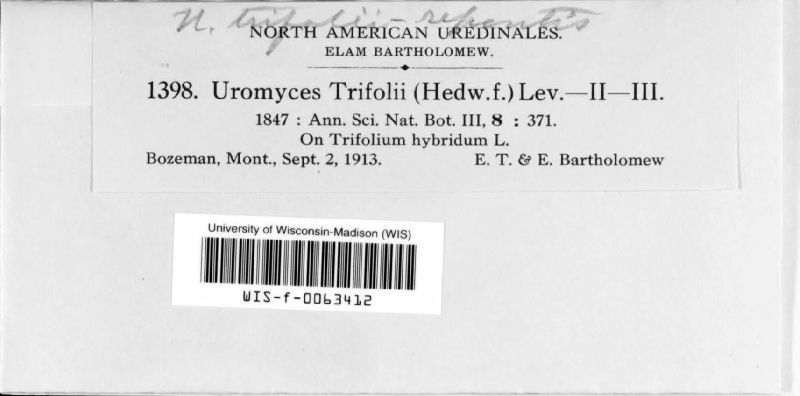 U. trifolii-repentis
NORTH AMERICAN UREDINALES.
ELAM BARTHOLOMEW.
1398. Uromyces Trifolii (Hedw.f.) Lev.—II—III.
1847 : Ann. Sci. Nat. Bot. III, 8 : 371.
On Trifolium hybridum L.
Bozeman, Mont., Sept. 2, 1913. E. T. & E. Bartholomew
University of Wisconsin-Madison (WIS)
WIS-f-0063412